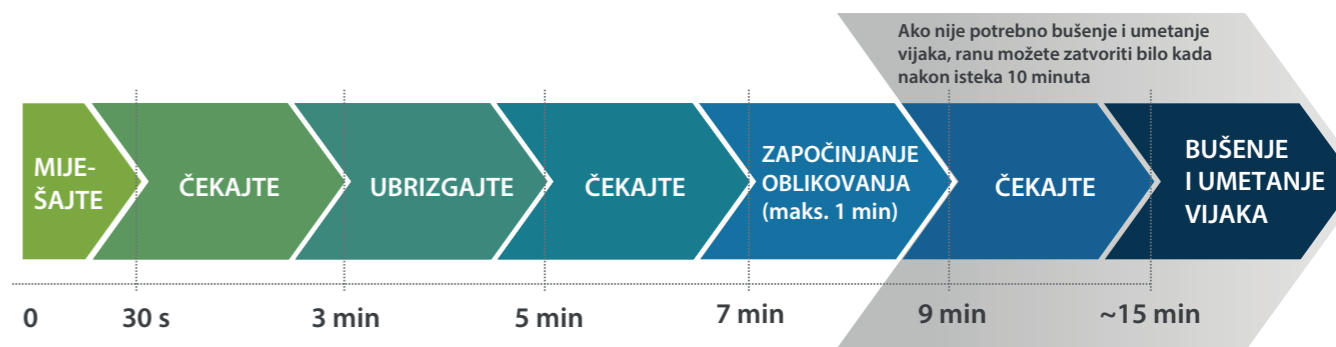 Ako nije potrebno bušenje i umetanje
vijaka, ranu možete zatvoriti bilo kada
nakon isteka 10 minuta
MIJE-
ŠAJTE
ČEKAJTE
UBRIZGAJTE
ČEKAJTE
ZAPOČINJANJE
OBLIKOVANJA
(maks. 1 min)
ČEKAJTE
BUŠENJE
I UMETANJE
VIJAKA
0
30 s
3 min
5 min
7 min
9 min
~15 min